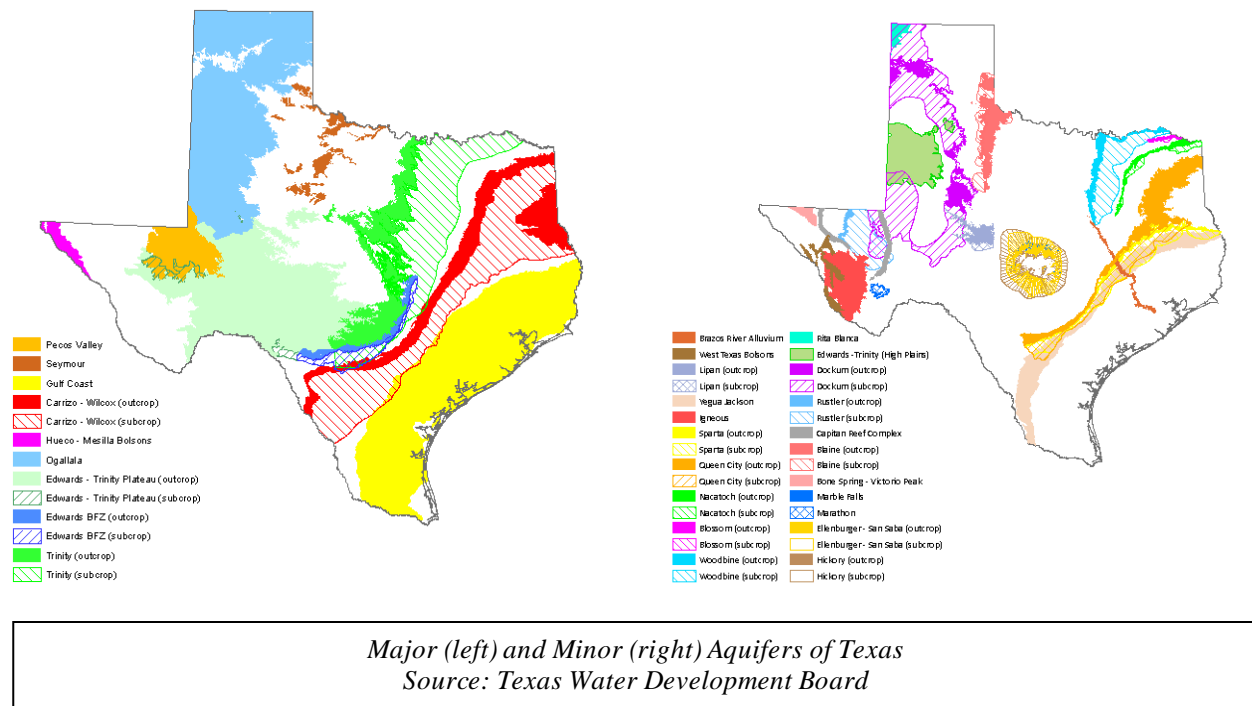 Pecos Valley
Seymour
Gulf Coast
Carrizo - Wilcox (outcrop)
Carrizo - Wilcox (subcrop)
Hueco - Mesilla Bolsons
Ogallala
Edwards - Trinity Plateau (outcrop)
Edwards - Trinity Plateau (subcrop)
Edwards BFZ (outcrop)
Edwards BFZ (subcrop)
Trinity (outcrop)
Trinity (subcrop)
Brazos River Alluvium
West Texas Bolsons
Lipan (outcrop)
Lipan (subcrop)
Yegua Jackson
Igneous
Sparta (outcrop)
Sparta (subcrop)
Queen City (outcrop)
Queen City (subcrop)
Nacatoch (outcrop)
Nacatoch (subcrop)
Blossom (outcrop)
Blossom (subcrop)
Woodbine (outcrop)
Woodbine (subcrop)
Rita Blanca
Edwards - Trinity (High Plains)
Dockum (outcrop)
Dockum (subcrop)
Rustler (outcrop)
Rustler (subcrop)
Capitan Reef Complex
Blaine (outcrop)
Blaine (subcrop)
Bone Spring - Victorio Peak
Marble Falls
Marathon
Ellenburger - San Saba (outcrop)
Ellenburger - San Saba (subcrop)
Hickory (outcrop)
Hickory (subcrop)
Major (left) and Minor (right) Aquifers of Texas
Source: Texas Water Development Board